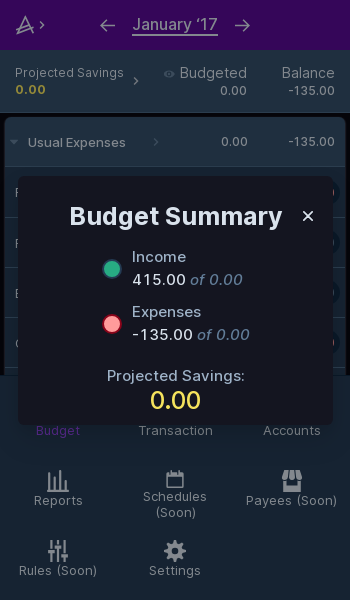 January ‘17
Projected Savings Budgeted Balance
0.00 0.00 -135.00
Usual Expenses 0.00 -135.00
Budget Summary
Income
415.00 of 0.00
Expenses
-135.00 of 0.00
Projected Savings:
0.00
Budget Transaction Accounts
Reports Schedules (Soon) Payees (Soon)
Rules (Soon) Settings